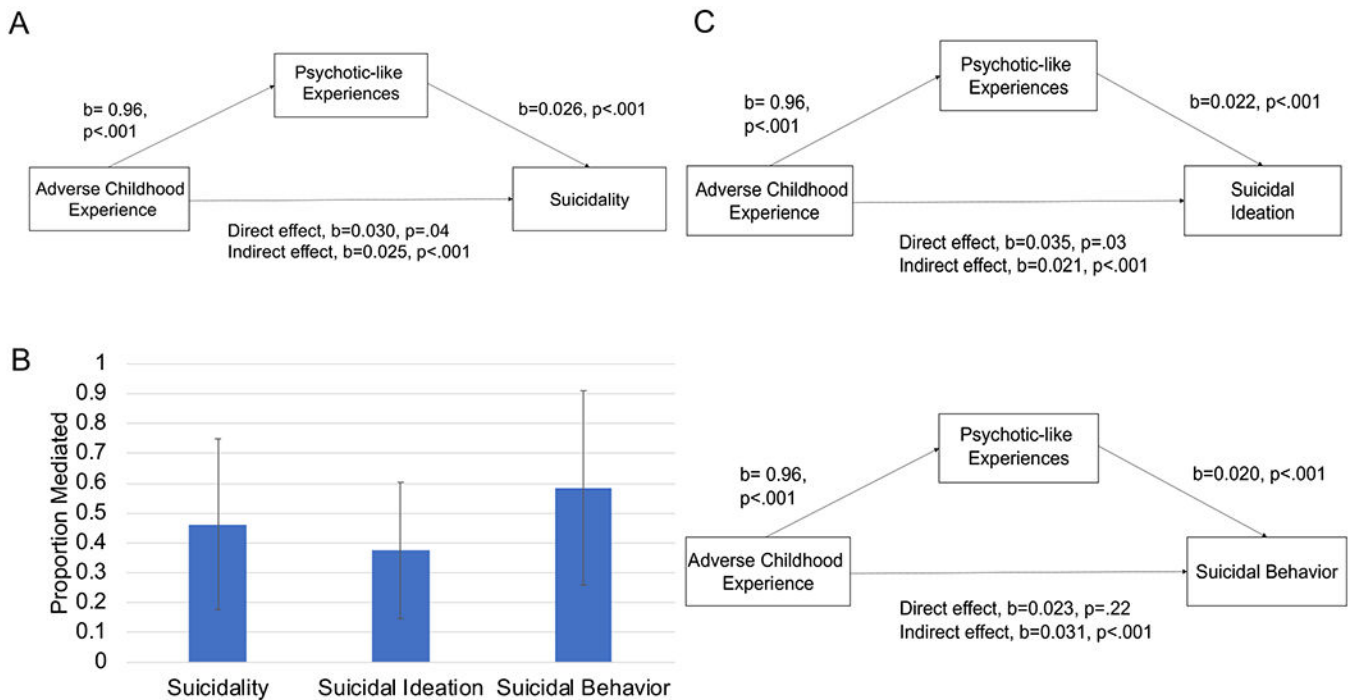 A
Psychotic-like
Experiences
b= 0.96,
p<.001
b=0.026, p<.001
Adverse Childhood
Experience
Suicidality
Direct effect, b=0.030, p=.04
Indirect effect, b=0.025, p<.001
B
Proportion Mediated
1
0.9
0.8
0.7
0.6
0.5
0.4
0.3
0.2
0.1
0
Suicidality
Suicidal Ideation
Suicidal Behavior
C
Psychotic-like
Experiences
b= 0.96,
p<.001
b=0.022, p<.001
Adverse Childhood
Experience
Suicidal
Ideation
Direct effect, b=0.035, p=.03
Indirect effect, b=0.021, p<.001
Psychotic-like
Experiences
b= 0.96,
p<.001
b=0.020, p<.001
Adverse Childhood
Experience
Suicidal Behavior
Direct effect, b=0.023, p=.22
Indirect effect, b=0.031, p<.001